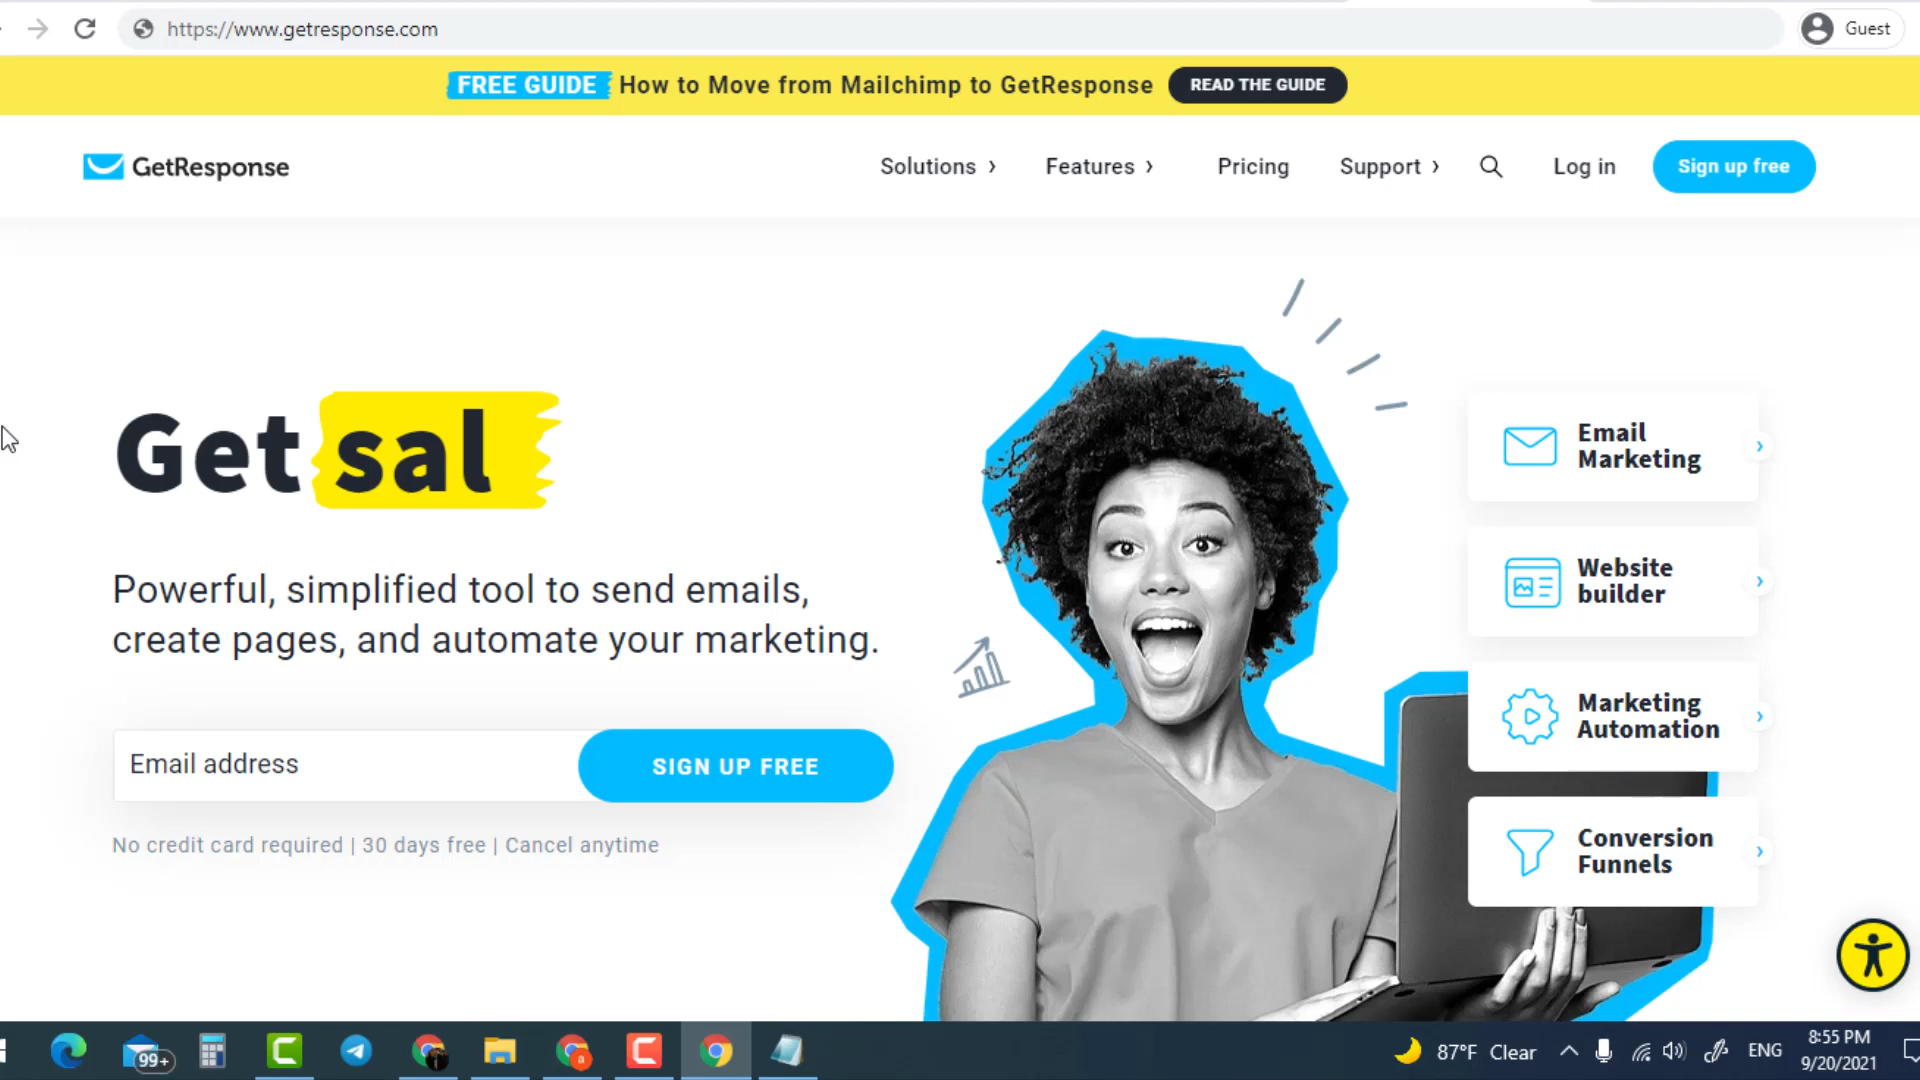 https://www.getresponse.com
Guest
FREE GUIDE How to Move from Mailchimp to GetResponse READ THE GUIDE
GetResponse
Solutions › Features › Pricing Support › Log in Sign up free
Get sal
Powerful, simplified tool to send emails,
create pages, and automate your marketing.
Email address
SIGN UP FREE
No credit card required | 30 days free | Cancel anytime
Email
Marketing
Website
builder
Marketing
Automation
Conversion
Funnels
99+
a
87°F Clear
ENG
8:55 PM
9/20/2021